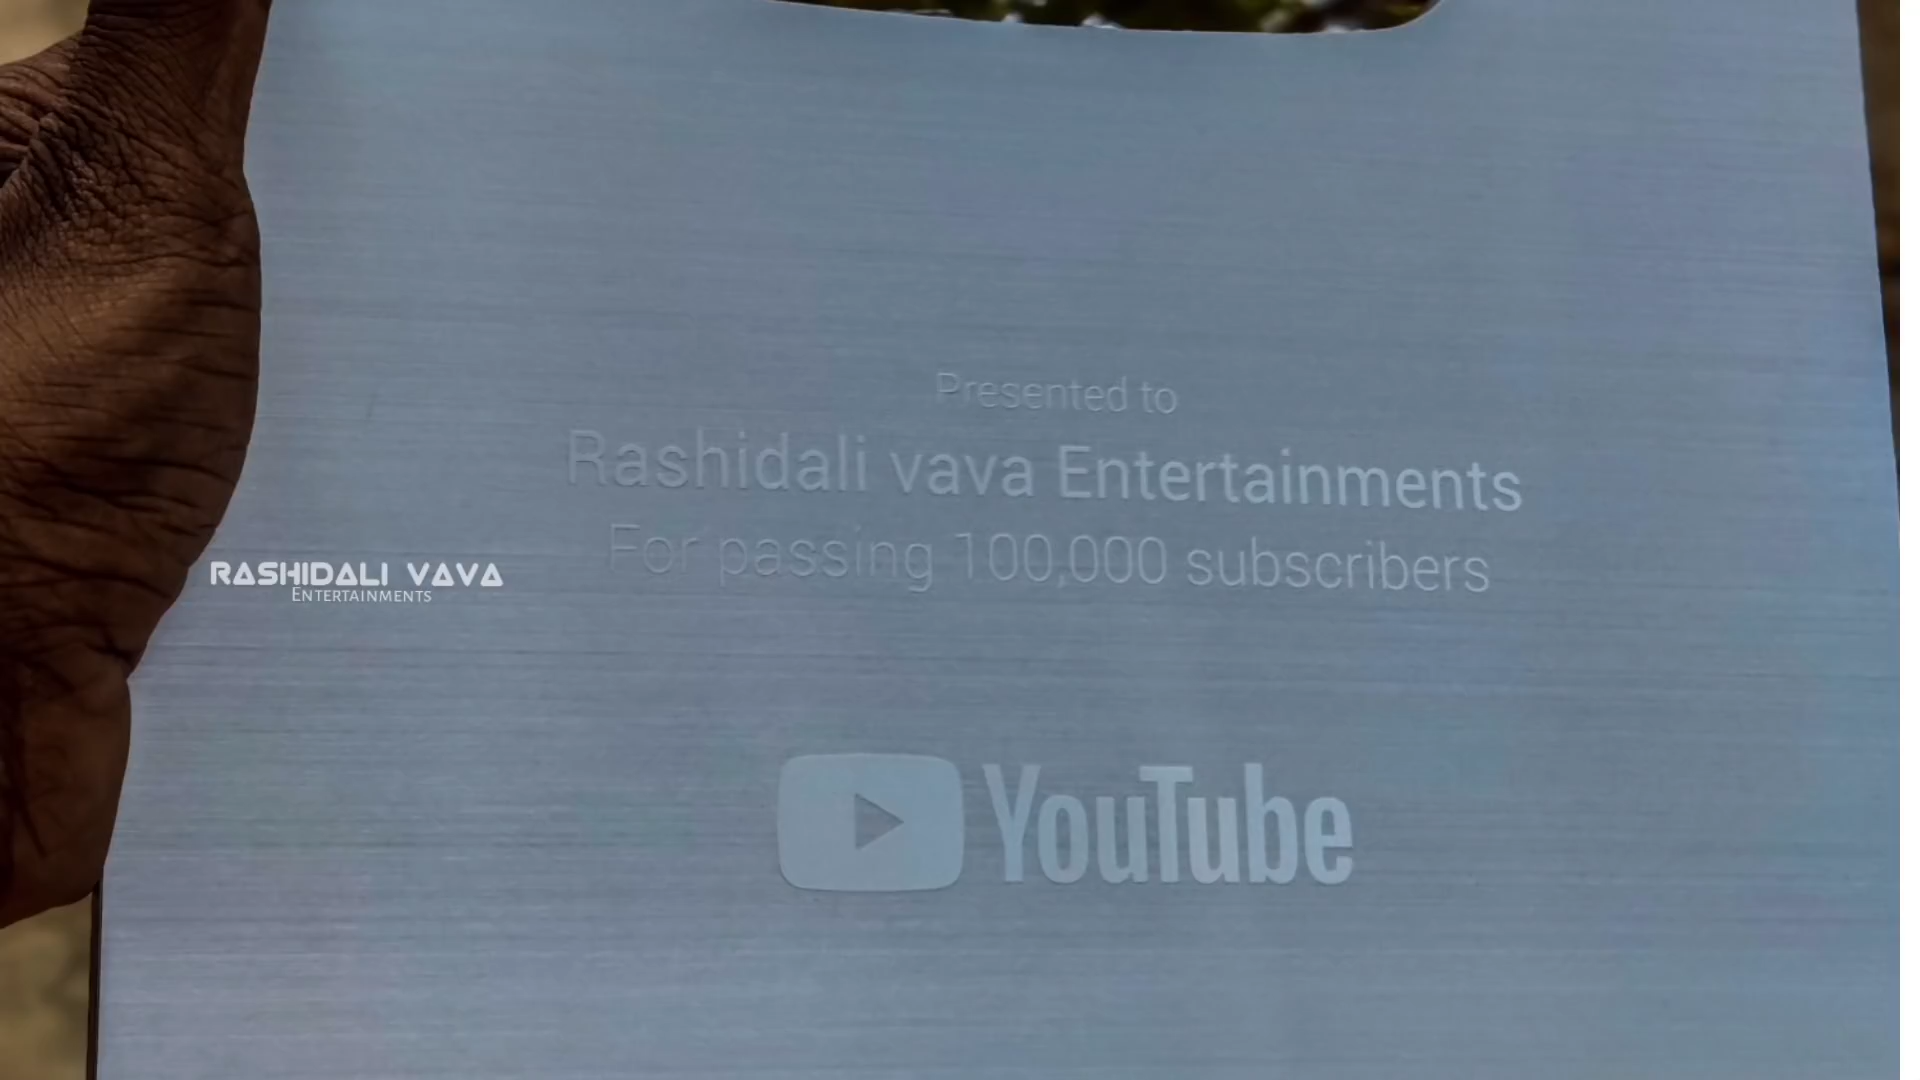 Presented to
Rashidali vava Entertainments
For passing 100,000 subscribers
RASHIDALI VAVA
ENTERTAINMENTS
YouTube